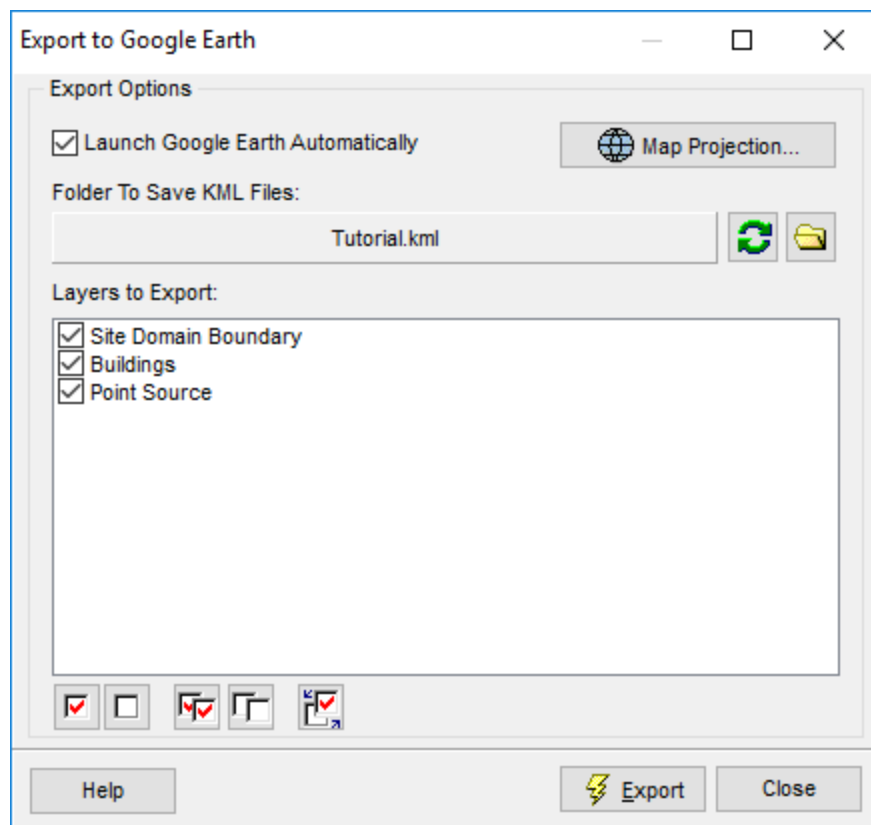 Export to Google Earth
Export Options
Launch Google Earth Automatically
Map Projection...
Folder To Save KML Files:
Tutorial.kml
Layers to Export:
Site Domain Boundary
Buildings
Point Source
Help
Export
Close